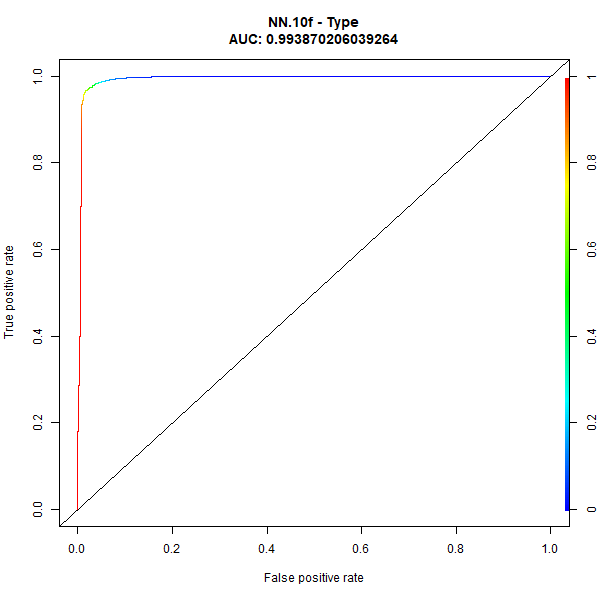 NN.10f - Type
AUC: 0.993870206039264
True positive rate
1.0
0.8
0.6
0.4
0.2
0.0
0.0 0.2 0.4 0.6 0.8 1.0
False positive rate
1
0.8
0.6
0.4
0.2
0